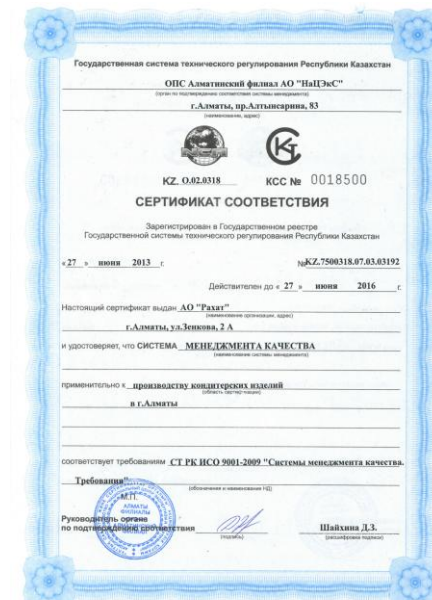 Государственная система технического регулирования Республики Казахстан
ОПС Алматинский филиал АО "НаЦЭкС"
(орган по подтверждению соответствия системы менеджмента)
г.Алматы, пр.Алтынсарина, 83
(наименование, адрес)
KZ. О.02.0318 КСС № 0018500
СЕРТИФИКАТ СООТВЕТСТВИЯ
Зарегистрирован в Государственном реестре
Государственной системы технического регулирования Республики Казахстан
« 27 » июня 2013 г. №KZ.7500318.07.03.03192
Действителен до « 27 » июня 2016 г.
Настоящий сертификат выдан АО "Рахат"
(наименование организации, адрес)
г.Алматы, ул.Зенкова, 2 А
и удостоверяет, что СИСТЕМА МЕНЕДЖМЕНТА КАЧЕСТВА
(наименование системы менеджмента)
применительно к производству кондитерских изделий
(область сертификации)
в г.Алматы
соответствует требованиям СТ РК ИСО 9001-2009 "Системы менеджмента качества.
Требования"
(обозначение и наименование НД)
М.П.
АЛМАТЫ
ФИЛИАЛЫ
Руководитель органа
по подтверждению соответствия
(подпись)
Шайхина Д.З.
(расшифровка подписи)